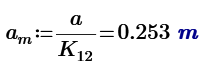 a_m := a / K_12 = 0.253 m